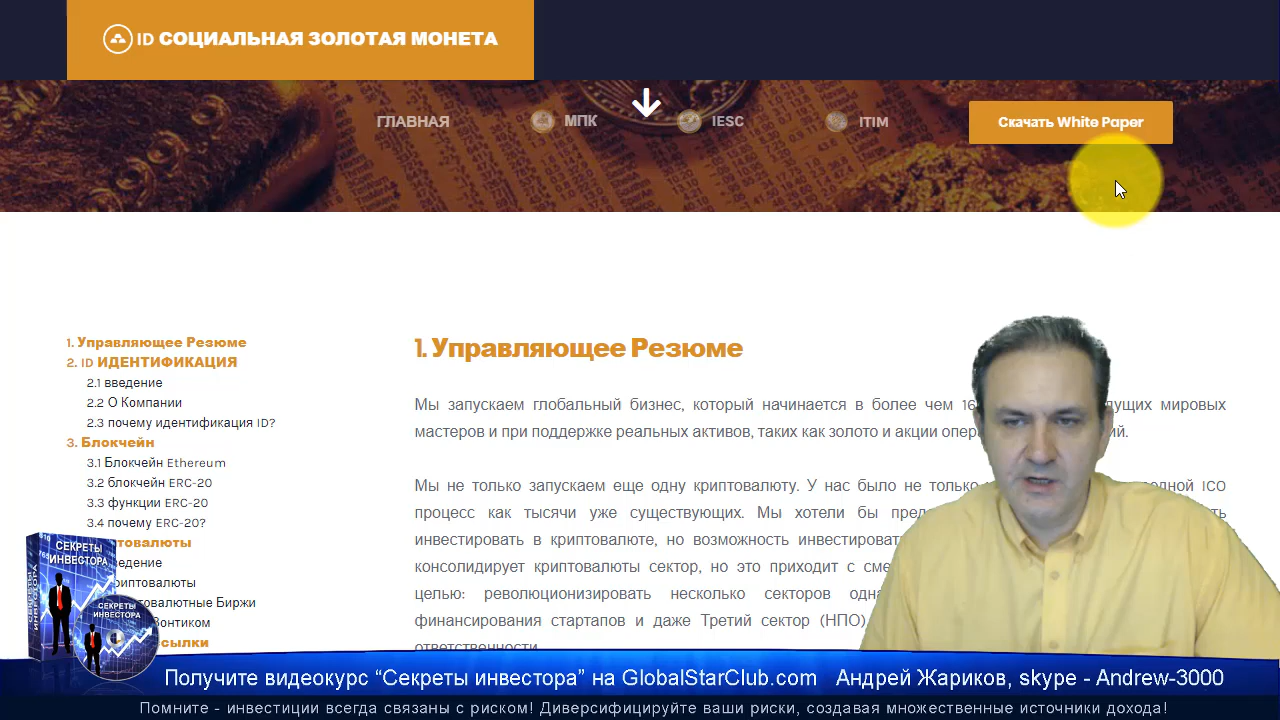 ID СОЦИАЛЬНАЯ ЗОЛОТАЯ МОНЕТА
ГЛАВНАЯ МПК IESC ITIM Скачать White Paper
1. Управляющее Резюме
2. ID ИДЕНТИФИКАЦИЯ
2.1 введение
2.2 О Компании
2.3 почему идентификация ID?
3. Блокчейн
3.1 Блокчейн Ethereum
3.2 блокчейн ERC-20
3.3 функции ERC-20
3.4 почему ERC-20?
1. Управляющее Резюме
Мы запускаем глобальный бизнес, который начинается в более чем мировых
мастеров и при поддержке реальных активов, таких как золото и акции
Мы не только запускаем еще одну криптовалюту. У нас было не только ICO
процесс как тысячи уже существующих. Мы хотели бы
инвестировать в криптовалюте, но возможность
консолидирует криптовалюты сектор, но это приходит с
целью: революционизировать несколько секторов
финансирования стартапов и даже Третий сектор (НПО)
ответственности.
СЕКРЕТЫ
ИНВЕСТОРА
СЕКРЕТЫ ИНВЕСТОРА
СЕКРЕТЫ
ИНВЕСТОРА
Получите видеокурс “Секреты инвестора” на GlobalStarClub.com Андрей Жариков, skype - Andrew-3000
Помните - инвестиции всегда связаны с риском! Диверсифицируйте ваши риски, создавая множественные источники дохода!